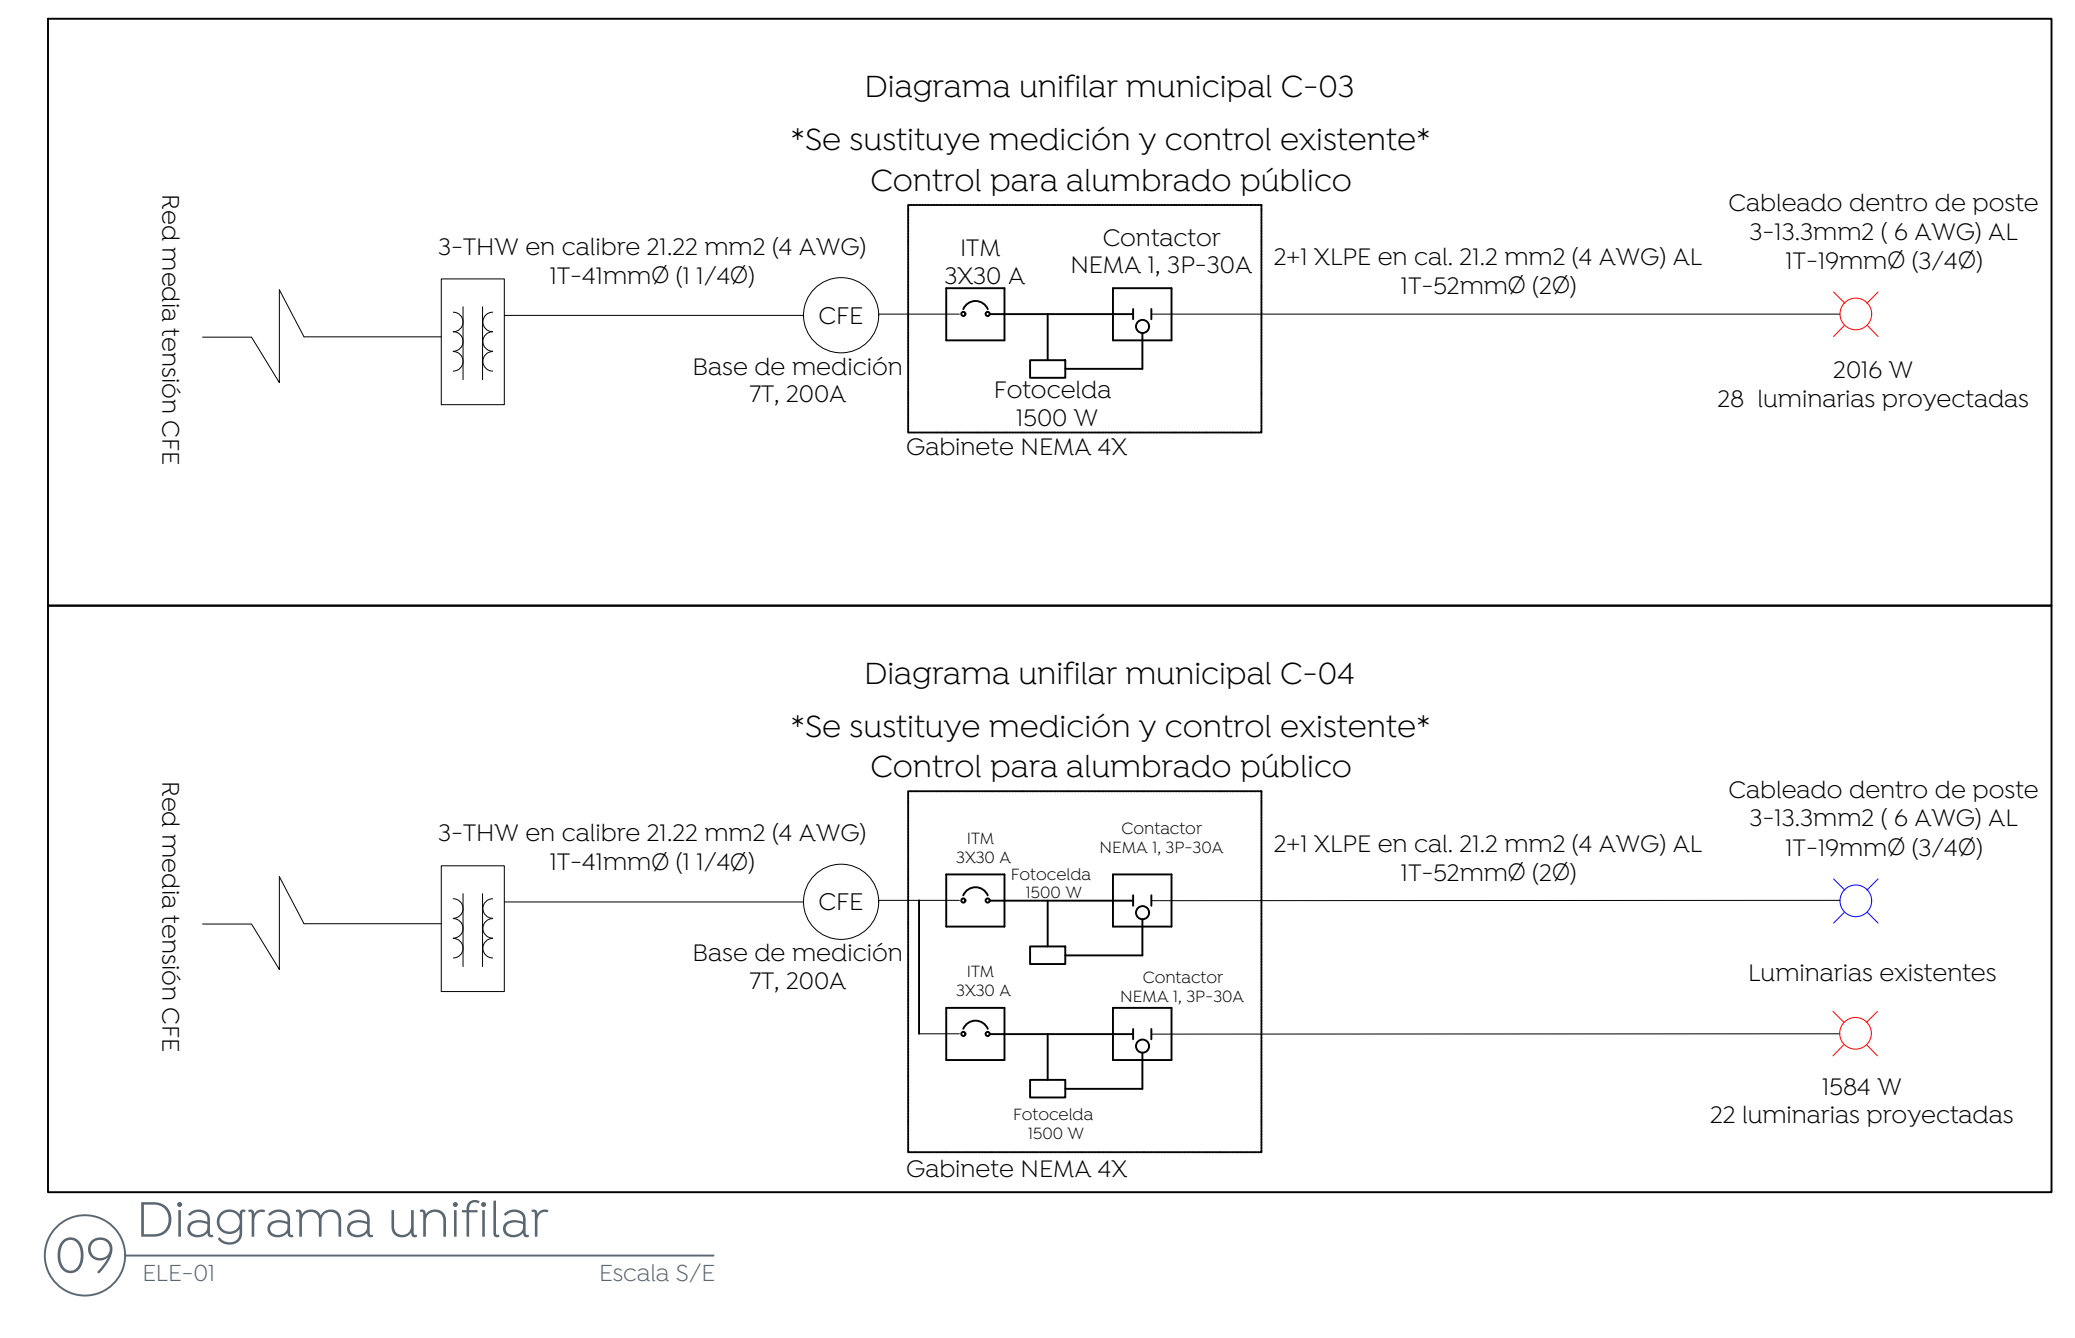 Diagrama unifilar municipal C-03
*Se sustituye medición y control existente*
Control para alumbrado público
Red media tensión CFE
3-THW en calibre 21.22 mm2 (4 AWG)
1T-41mmØ (1 1/4Ø)
CFE
Base de medición
7T, 200A
ITM
3X30 A
Contactor
NEMA 1, 3P-30A
Fotocelda
1500 W
Gabinete NEMA 4X
2+1 XLPE en cal. 21.2 mm2 (4 AWG) AL
1T-52mmØ (2Ø)
Cableado dentro de poste
3-13.3mm2 ( 6 AWG) AL
1T-19mmØ (3/4Ø)
2016 W
28 luminarias proyectadas
Diagrama unifilar municipal C-04
*Se sustituye medición y control existente*
Control para alumbrado público
Red media tensión CFE
3-THW en calibre 21.22 mm2 (4 AWG)
1T-41mmØ (1 1/4Ø)
CFE
Base de medición
7T, 200A
ITM
3X30 A
Fotocelda
1500 W
Contactor
NEMA 1, 3P-30A
ITM
3X30 A
Contactor
NEMA 1, 3P-30A
Fotocelda
1500 W
Gabinete NEMA 4X
2+1 XLPE en cal. 21.2 mm2 (4 AWG) AL
1T-52mmØ (2Ø)
Cableado dentro de poste
3-13.3mm2 ( 6 AWG) AL
1T-19mmØ (3/4Ø)
Luminarias existentes
1584 W
22 luminarias proyectadas
09
Diagrama unifilar
ELE-01
Escala S/E